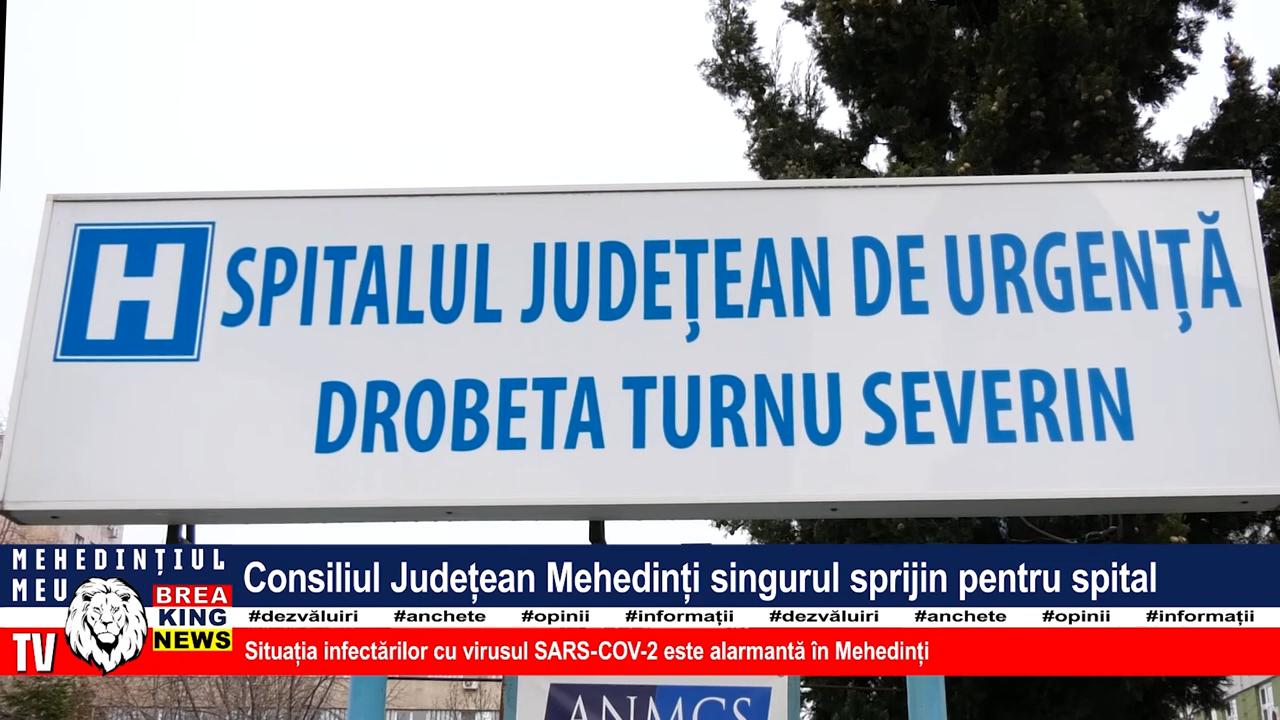 H SPITALUL JUDEȚEAN DE URGENȚĂ
DROBETA TURNU SEVERIN
MEHEDINȚIUL
MEU
TV
BREA
KING
NEWS
Consiliul Județean Mehedinți singurul sprijin pentru spital
#dezvăluiri #anchete #opinii #informații #dezvăluiri #anchete #opinii #informații
Situația infectărilor cu virusul SARS-COV-2 este alarmantă în Mehedinți
ANMCS